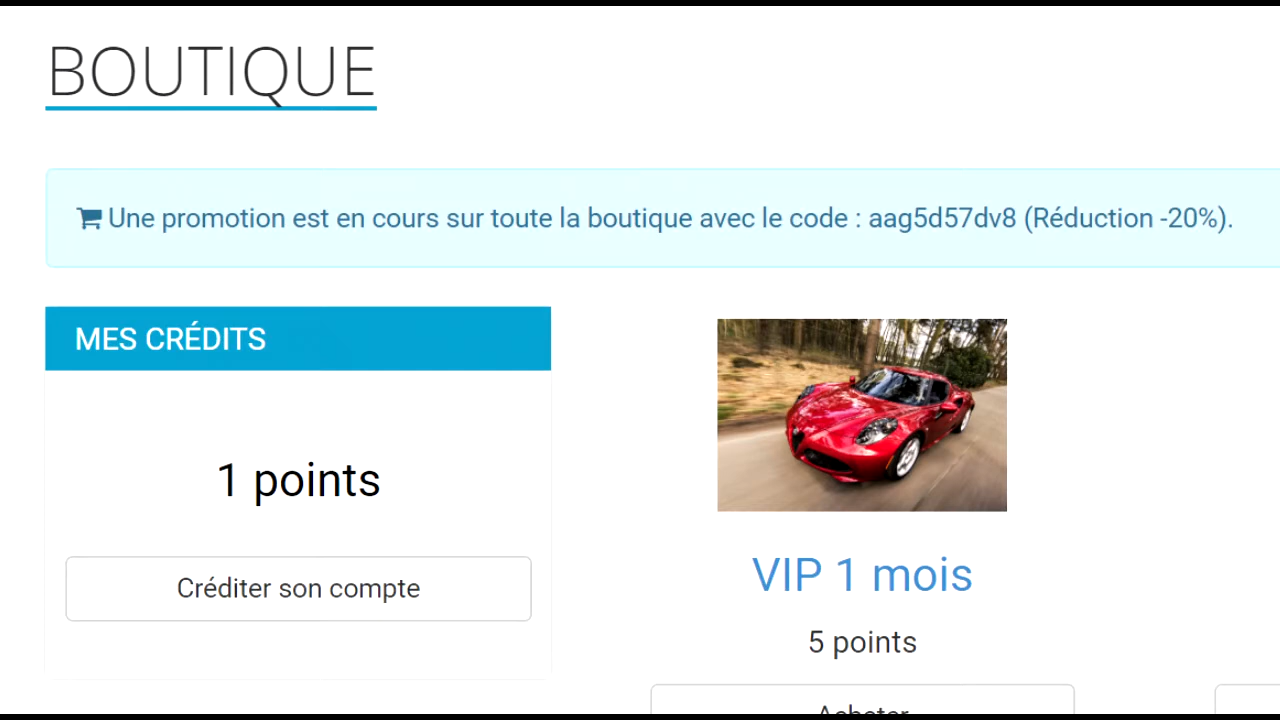 BOUTIQUE
Une promotion est en cours sur toute la boutique avec le code : aag5d57dv8 (Réduction -20%).
MES CRÉDITS
1 points
Créditer son compte
VIP 1 mois
5 points
Acheter